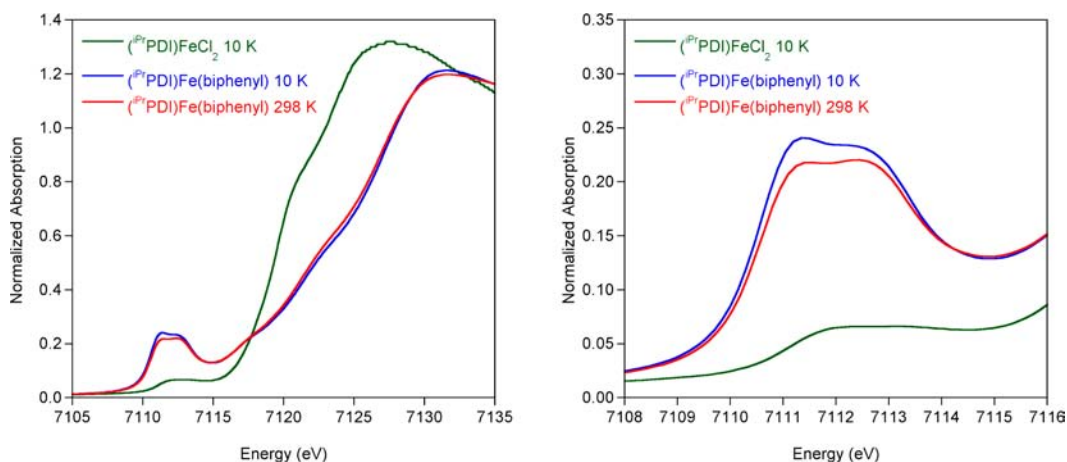 1.4
1.2
1.0
0.8
0.6
0.4
0.2
0.0
Normalized Absorption
(iPrPDI)FeCl2 10 K
(iPrPDI)Fe(biphenyl) 10 K
(iPrPDI)Fe(biphenyl) 298 K
7105 7110 7115 7120 7125 7130 7135
Energy (eV)
0.35
0.30
0.25
0.20
0.15
0.10
0.05
0.00
Normalized Absorption
(iPrPDI)FeCl2 10 K
(iPrPDI)Fe(biphenyl) 10 K
(iPrPDI)Fe(biphenyl) 298 K
7108 7109 7110 7111 7112 7113 7114 7115 7116
Energy (eV)